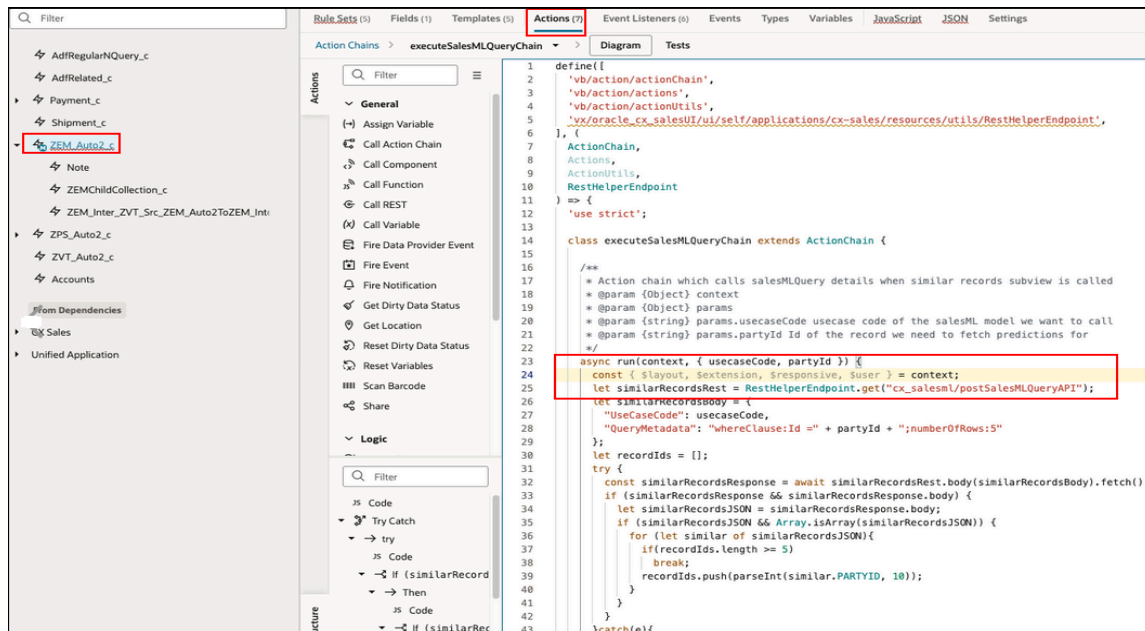 Filter
AdfRegularNQuery_c
AdfRelated_c
Payment_c
Shipment_c
ZEM_Auto2_c
Note
ZEMChildCollection_c
ZEM_Inter_ZVT_Src_ZEM_Auto2ToZEM_Int
ZPS_Auto2_c
ZVT_Auto2_c
Accounts
From Dependencies
CX Sales
Unified Application
Rule Sets (5) Fields (1) Templates (5) Actions (7) Event Listeners (6) Events Types Variables JavaScript JSON Settings
Action Chains > executeSalesMLQueryChain > Diagram Tests
Actions
Filter
General
Assign Variable
Call Action Chain
Call Component
Call Function
Call REST
Call Variable
Fire Data Provider Event
Fire Event
Fire Notification
Get Dirty Data Status
Get Location
Reset Dirty Data Status
Reset Variables
Scan Barcode
Share
Logic
Filter
JS Code
Try Catch
try
JS Code
If (similarRecord
Then
JS Code
If (similarRec
1 define([
2 'vb/action/actionChain',
3 'vb/action/actions',
4 'vb/action/actionUtils',
5 'vx/oracle_cx_salesUI/ui/self/applications/cx-sales/resources/utils/RestHelperEndpoint',
6 ], (
7 ActionChain,
8 Actions,
9 ActionUtils,
10 RestHelperEndpoint
11 ) => {
12 'use strict';
13
14 class executeSalesMLQueryChain extends ActionChain {
15
16 /**
17 * Action chain which calls salesMLQuery details when similar records subview is called
18 * @param {Object} context
19 * @param {Object} params
20 * @param {string} params.usecaseCode usecase code of the salesML model we want to call
21 * @param {string} params.partyId Id of the record we need to fetch predictions for
22 */
23 async run(context, { usecaseCode, partyId }) {
24 const { $layout, $extension, $responsive, $user } = context;
25 let similarRecordsRest = RestHelperEndpoint.get("cx_salesml/postSalesMLQueryAPI");
26 let similarRecordsBody = {
27 "UseCaseCode": usecaseCode,
28 "QueryMetadata": "whereClause:Id =" + partyId + ";numberOfRows:5"
29 };
30 let recordIds = [];
31 try {
32 const similarRecordsResponse = await similarRecordsRest.body(similarRecordsBody).fetch()
33 if (similarRecordsResponse && similarRecordsResponse.body) {
34 let similarRecordsJSON = similarRecordsResponse.body;
35 if (similarRecordsJSON && Array.isArray(similarRecordsJSON)) {
36 for (let similar of similarRecordsJSON){
37 if(recordIds.length >= 5)
38 break;
39 recordIds.push(parseInt(similar.PARTYID, 10));
40 }
41 }
42 }
43 }catch(e){